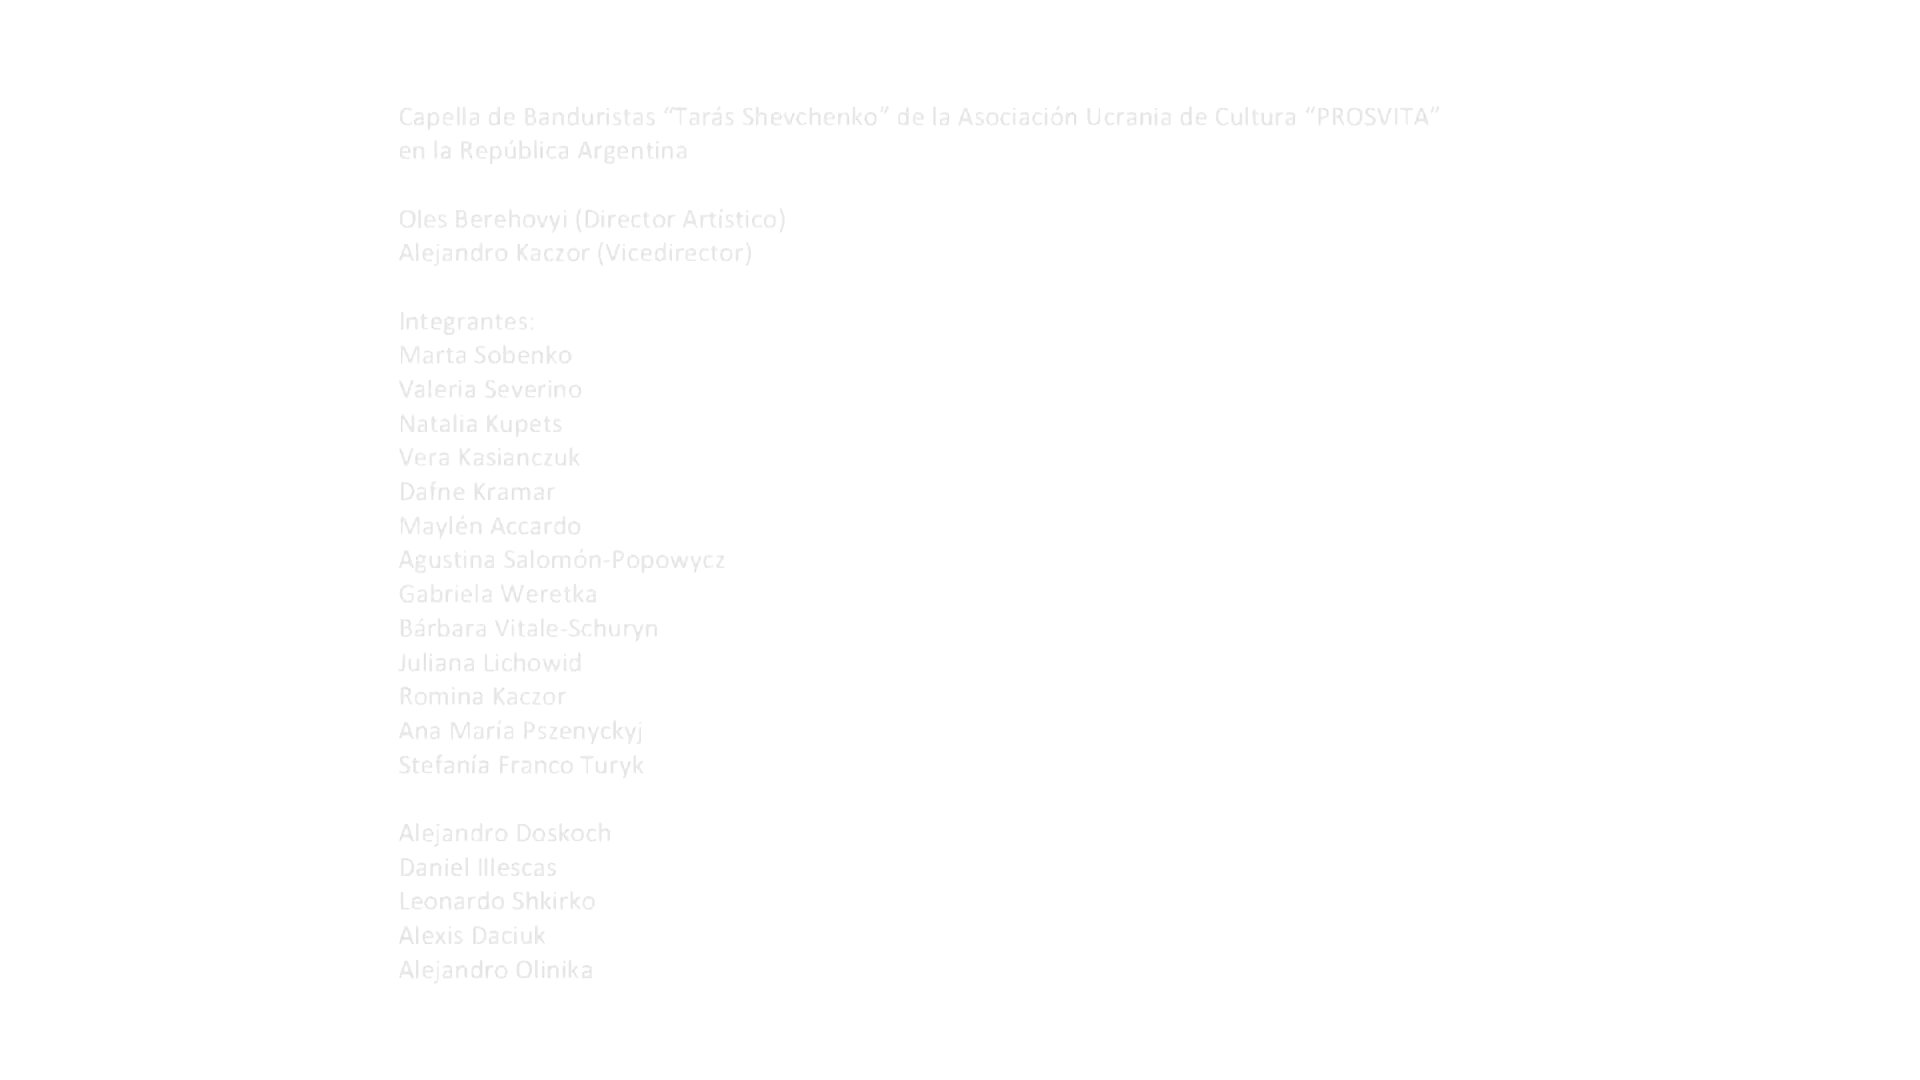 Capella de Banduristas “Tarás Shevchenko” de la Asociación Ucrania de Cultura “PROSVITA”
en la República Argentina
Oles Berehovyi (Director Artístico)
Alejandro Kaczor (Vicedirector)
Integrantes:
Marta Sobenko
Valeria Severino
Natalia Kupets
Vera Kasianczuk
Dafne Kramar
Maylén Accardo
Agustina Salomón-Popowycz
Gabriela Weretka
Bárbara Vitale-Schuryn
Juliana Lichowid
Romina Kaczor
Ana María Pszenyckyj
Stefanía Franco Turyk
Alejandro Doskoch
Daniel Illescas
Leonardo Shkirko
Alexis Daciuk
Alejandro Olinika